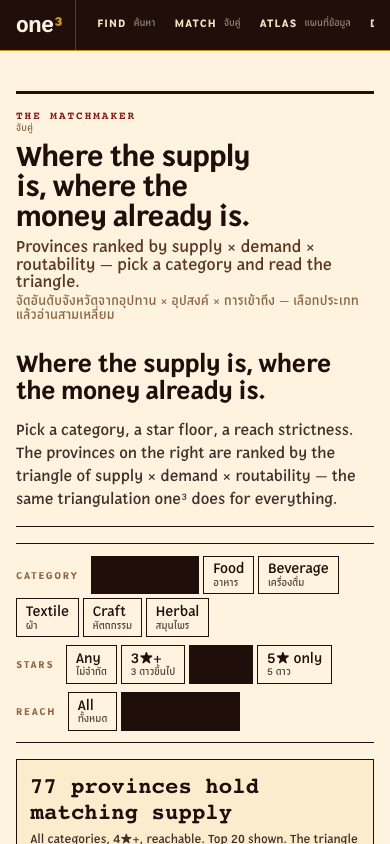 one³ FIND ค้นหา MATCH จับคู่ ATLAS แผนที่ข้อมูล
THE MATCHMAKER
จับคู่
Where the supply
is, where the
money already is.
Provinces ranked by supply × demand ×
routability — pick a category and read the
triangle.
จัดอันดับจังหวัดจากอุปทาน × อุปสงค์ × การเข้าถึง — เลือกประเภท
แล้วอ่านสามเหลี่ยม
Where the supply is, where
the money already is.
Pick a category, a star floor, a reach strictness.
The provinces on the right are ranked by the
triangle of supply × demand × routability — the
same triangulation one³ does for everything.
CATEGORY Food Beverage
อาหาร เครื่องดื่ม
Textile Craft Herbal
ผ้า หัตถกรรม สมุนไพร
STARS Any 3★+ 5★ only
ไม่จำกัด 3 ดาวขึ้นไป 5 ดาว
REACH All
ทั้งหมด
77 provinces hold
matching supply
All categories, 4★+, reachable. Top 20 shown. The triangle